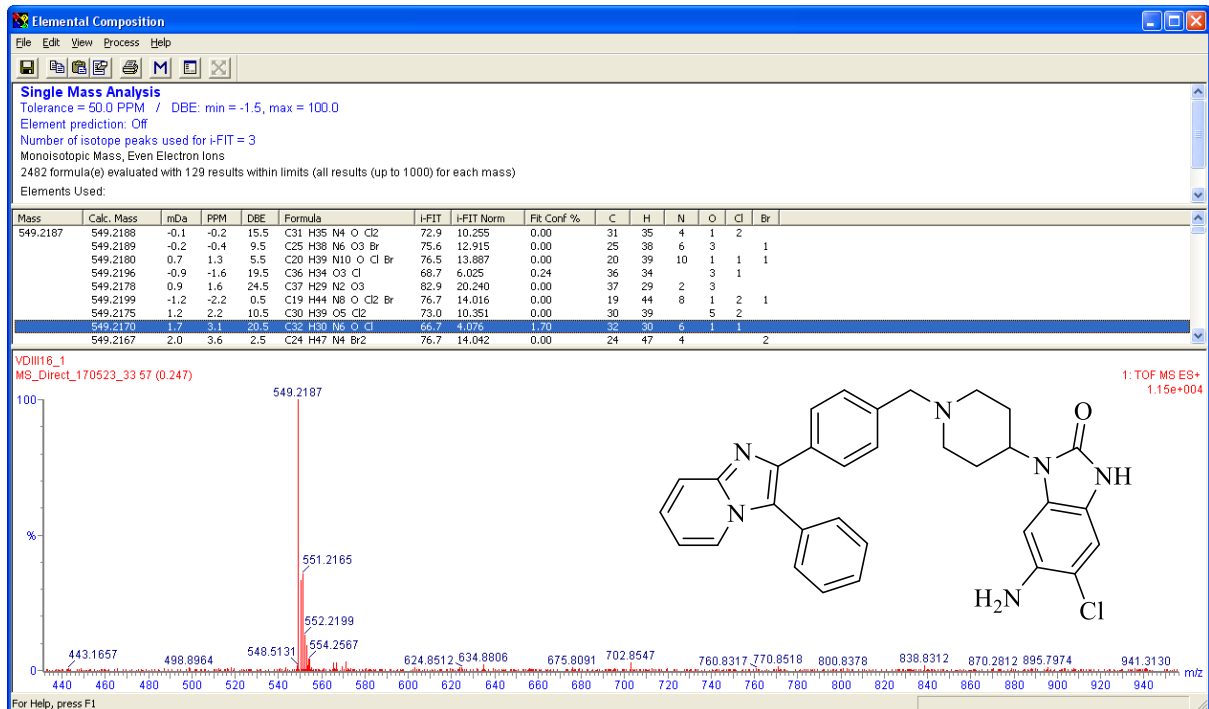 Elemental Composition
File Edit View Process Help
M
Single Mass Analysis
Tolerance = 50.0 PPM / DBE: min = -1.5, max = 100.0
Element prediction: Off
Number of isotope peaks used for i-FIT = 3
Monoisotopic Mass, Even Electron Ions
2482 formula(e) evaluated with 129 results within limits (all results (up to 1000) for each mass)
Elements Used:
Mass Calc. Mass mDa PPM DBE Formula i-FIT i-FIT Norm Fit Conf % C H N O Cl Br
549.2187 549.2188 -0.1 -0.2 15.5 C31 H35 N4 O Cl2 72.9 10.255 0.00 31 35 4 1 2
549.2189 -0.2 -0.4 9.5 C25 H38 N6 O3 Br 75.6 12.915 0.00 25 38 6 3 1
549.2180 0.7 1.3 5.5 C20 H39 N10 O Cl Br 76.5 13.887 0.00 20 39 10 1 1 1
549.2196 -0.9 -1.6 19.5 C36 H34 O3 Cl 68.7 6.025 0.24 36 34 3 1
549.2178 0.9 1.6 24.5 C37 H29 N2 O3 82.9 20.240 0.00 37 29 2 3
549.2199 -1.2 -2.2 0.5 C19 H44 N8 O Cl2 Br 76.7 14.016 0.00 19 44 8 1 2 1
549.2175 1.2 2.2 10.5 C30 H39 O5 Cl2 73.0 10.351 0.00 30 39 5 2
549.2170 1.7 3.1 20.5 C32 H30 N6 O Cl 66.7 4.076 1.70 32 30 6 1 1
549.2167 2.0 3.6 2.5 C24 H47 N4 Br2 76.7 14.042 0.00 24 47 4 2
VDIII16_1
MS_Direct_170523_33 57 (0.247)
1: TOF MS ES+
1.15e+004
549.2187
100
%
0
551.2165
552.2199
554.2567
548.5131
443.1657 498.8964 624.8512 634.8806 675.8091 702.8547 760.8317 770.8518 800.8378 838.8312 870.2812 895.7974 941.3130
m/z
440 460 480 500 520 540 560 580 600 620 640 660 680 700 720 740 760 780 800 820 840 860 880 900 920 940
N
N
N
O
N
NH
H2N
Cl
For Help, press F1